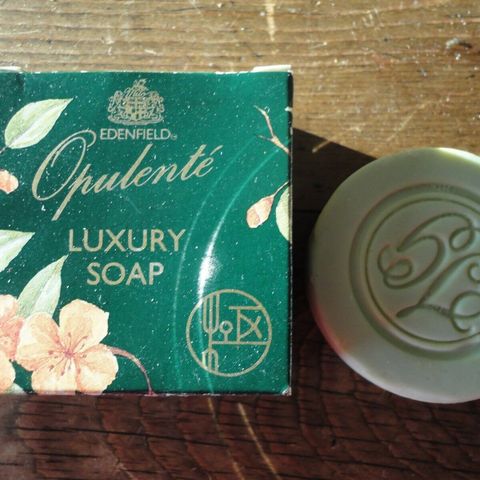 EDENFIELD
Opulenté
LUXURY
SOAP